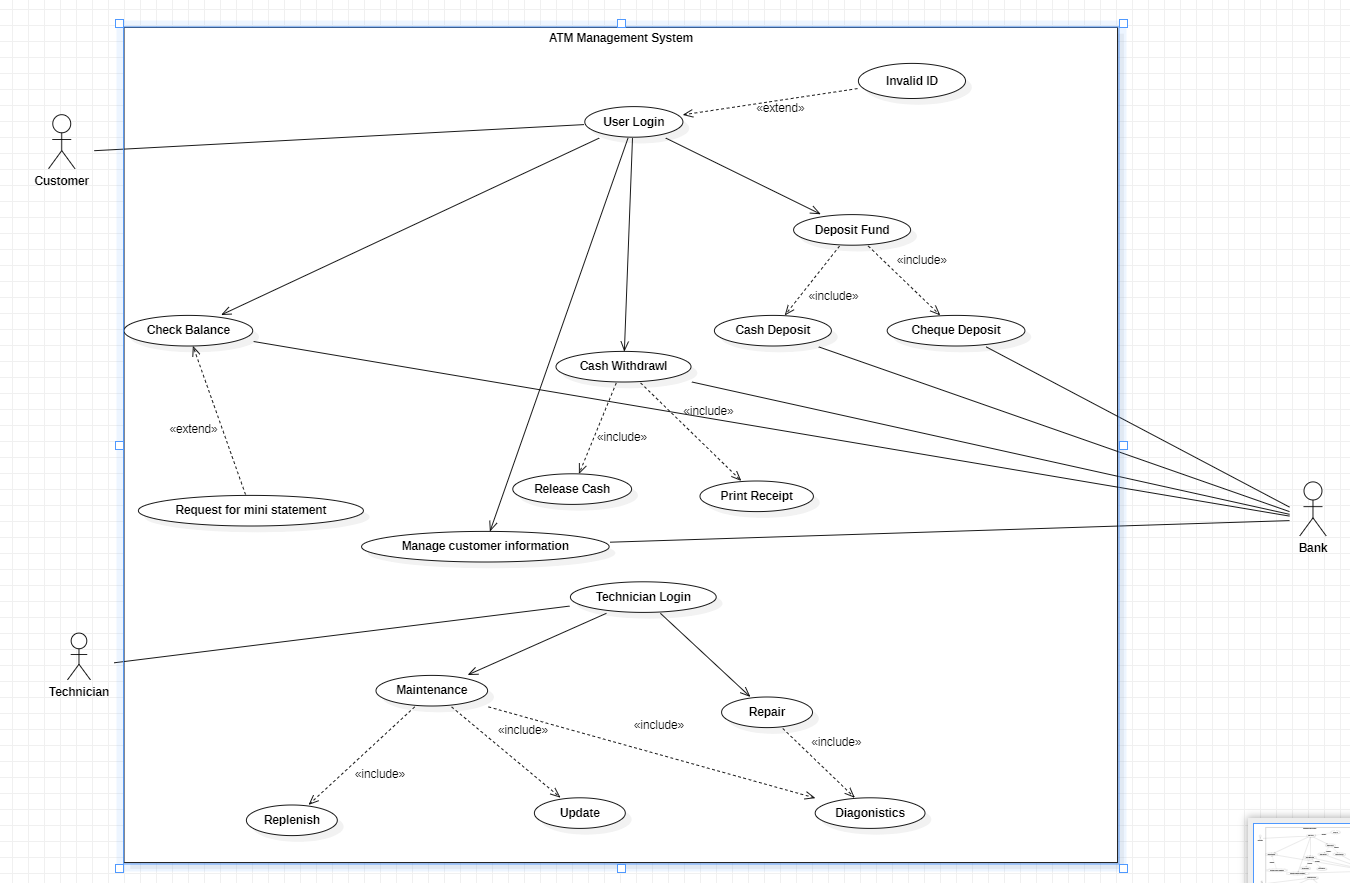 ATM Management System
Invalid ID
«extend»
User Login
Customer
Deposit Fund
«include»
«include»
Check Balance
Cash Deposit
Cheque Deposit
Cash Withdrawl
«include»
«extend»
«include»
Release Cash
Print Receipt
Request for mini statement
Manage customer information
Bank
Technician Login
Technician
Maintenance
Repair
«include»
«include»
«include»
«include»
Replenish
Update
Diagonistics